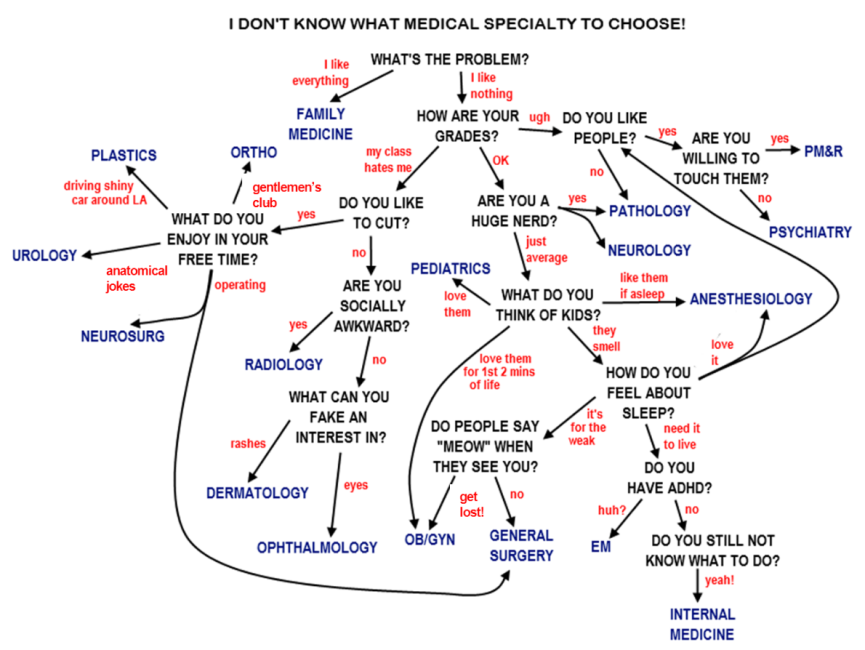 I DON'T KNOW WHAT MEDICAL SPECIALTY TO CHOOSE!
WHAT'S THE PROBLEM?
I like
everything
I like
nothing
FAMILY
MEDICINE
HOW ARE YOUR
GRADES?
ugh
DO YOU LIKE
PEOPLE?
yes
ARE YOU
WILLING TO
TOUCH THEM?
yes
PM&R
no
PSYCHIATRY
no
PATHOLOGY
my class
hates me
OK
PLASTICS
ORTHO
driving shiny
car around LA
gentlemen's
club
WHAT DO YOU
ENJOY IN YOUR
FREE TIME?
yes
DO YOU LIKE
TO CUT?
ARE YOU A
HUGE NERD?
yes
NEUROLOGY
UROLOGY
anatomical
jokes
operating
NEUROSURG
no
ARE YOU
SOCIALLY
AWKWARD?
yes
RADIOLOGY
no
WHAT CAN YOU
FAKE AN
INTEREST IN?
rashes
DERMATOLOGY
eyes
OPHTHALMOLOGY
just
average
PEDIATRICS
love
them
WHAT DO YOU
THINK OF KIDS?
like them
if asleep
ANESTHESIOLOGY
they
smell
love
it
love them
for 1st 2 mins
of life
HOW DO YOU
FEEL ABOUT
SLEEP?
it's
for the
weak
need it
to live
DO PEOPLE SAY
"MEOW" WHEN
THEY SEE YOU?
get
lost!
no
OB/GYN
GENERAL
SURGERY
DO YOU
HAVE ADHD?
huh?
no
EM
DO YOU STILL NOT
KNOW WHAT TO DO?
yeah!
INTERNAL
MEDICINE